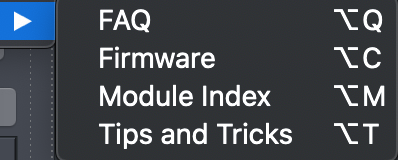 FAQ ⌥Q
Firmware ⌥C
Module Index ⌥M
Tips and Tricks ⌥T